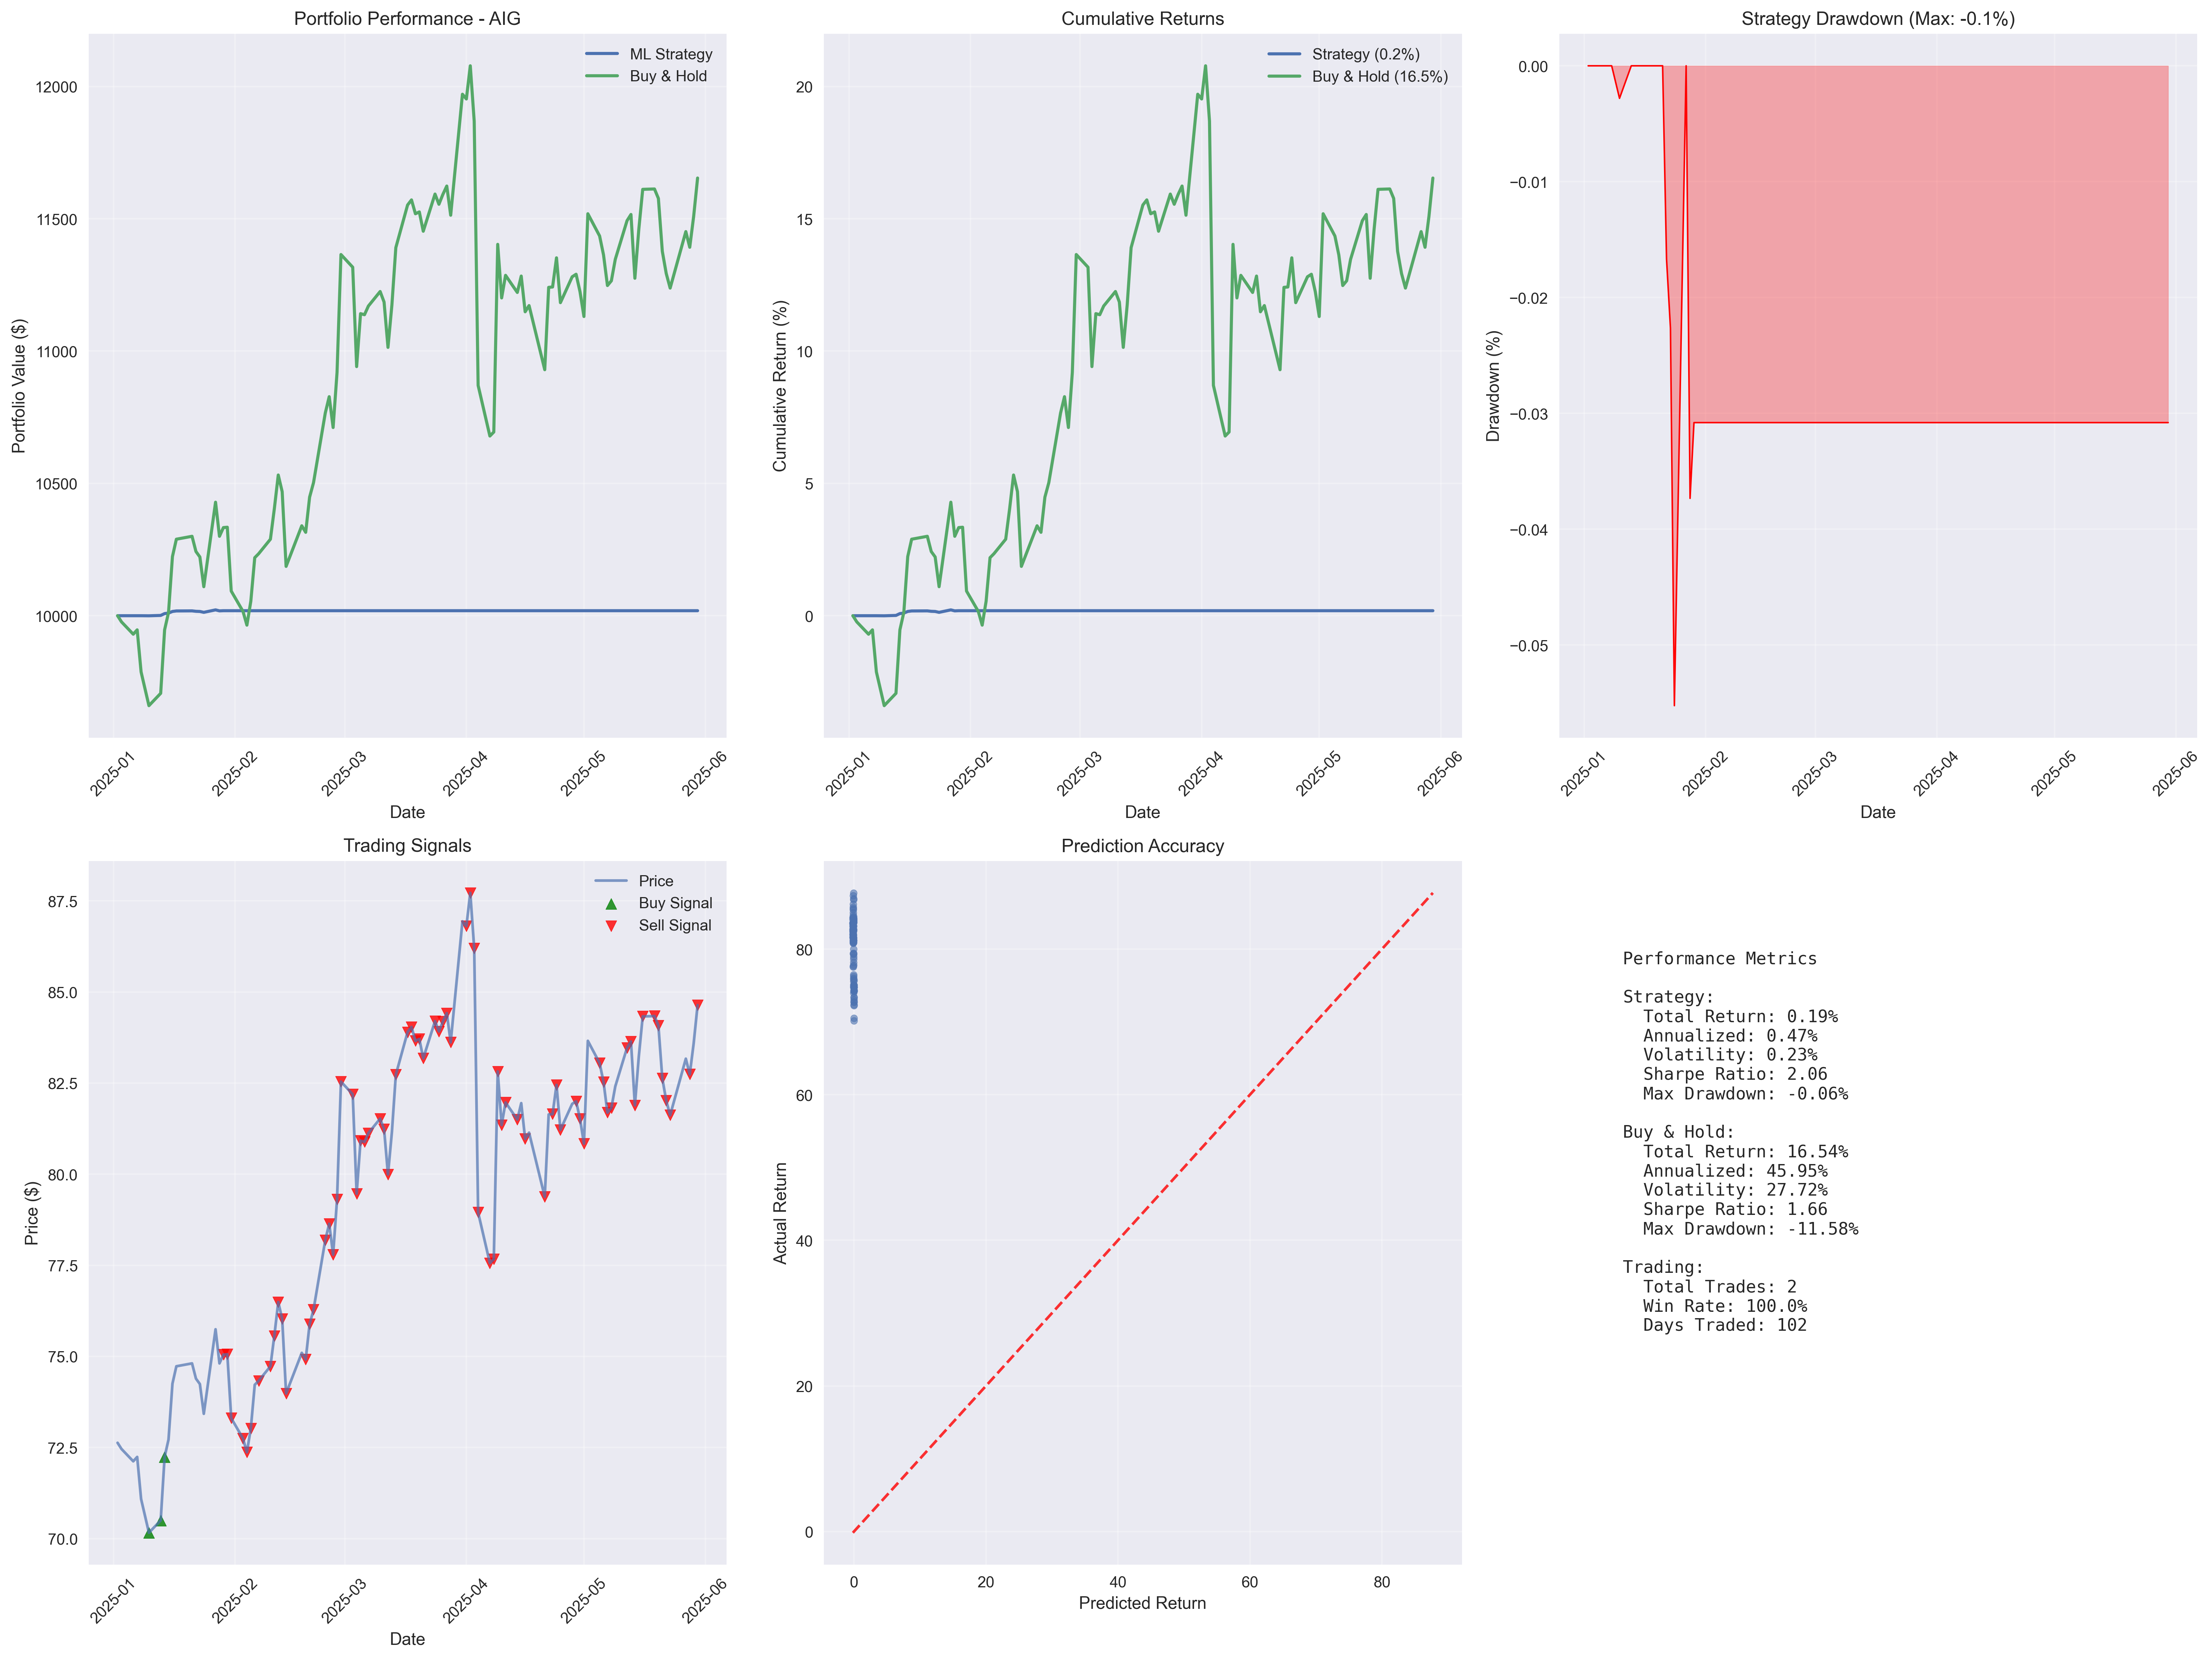 Portfolio Performance - AIG
ML Strategy
Buy & Hold
Portfolio Value ($)
12000
11500
11000
10500
10000
2025-01
2025-02
2025-03
2025-04
2025-05
2025-06
Date
Cumulative Returns
Strategy (0.2%)
Buy & Hold (16.5%)
Cumulative Return (%)
20
15
10
5
0
2025-01
2025-02
2025-03
2025-04
2025-05
2025-06
Date
Strategy Drawdown (Max: -0.1%)
Drawdown (%)
0.00
−0.01
−0.02
−0.03
−0.04
−0.05
2025-01
2025-02
2025-03
2025-04
2025-05
2025-06
Date
Trading Signals
Price
Buy Signal
Sell Signal
Price ($)
87.5
85.0
82.5
80.0
77.5
75.0
72.5
70.0
2025-01
2025-02
2025-03
2025-04
2025-05
2025-06
Date
Prediction Accuracy
Actual Return
80
60
40
20
0
0
20
40
60
80
Predicted Return
Performance Metrics
Strategy:
Total Return: 0.19%
Annualized: 0.47%
Volatility: 0.23%
Sharpe Ratio: 2.06
Max Drawdown: -0.06%
Buy & Hold:
Total Return: 16.54%
Annualized: 45.95%
Volatility: 27.72%
Sharpe Ratio: 1.66
Max Drawdown: -11.58%
Trading:
Total Trades: 2
Win Rate: 100.0%
Days Traded: 102